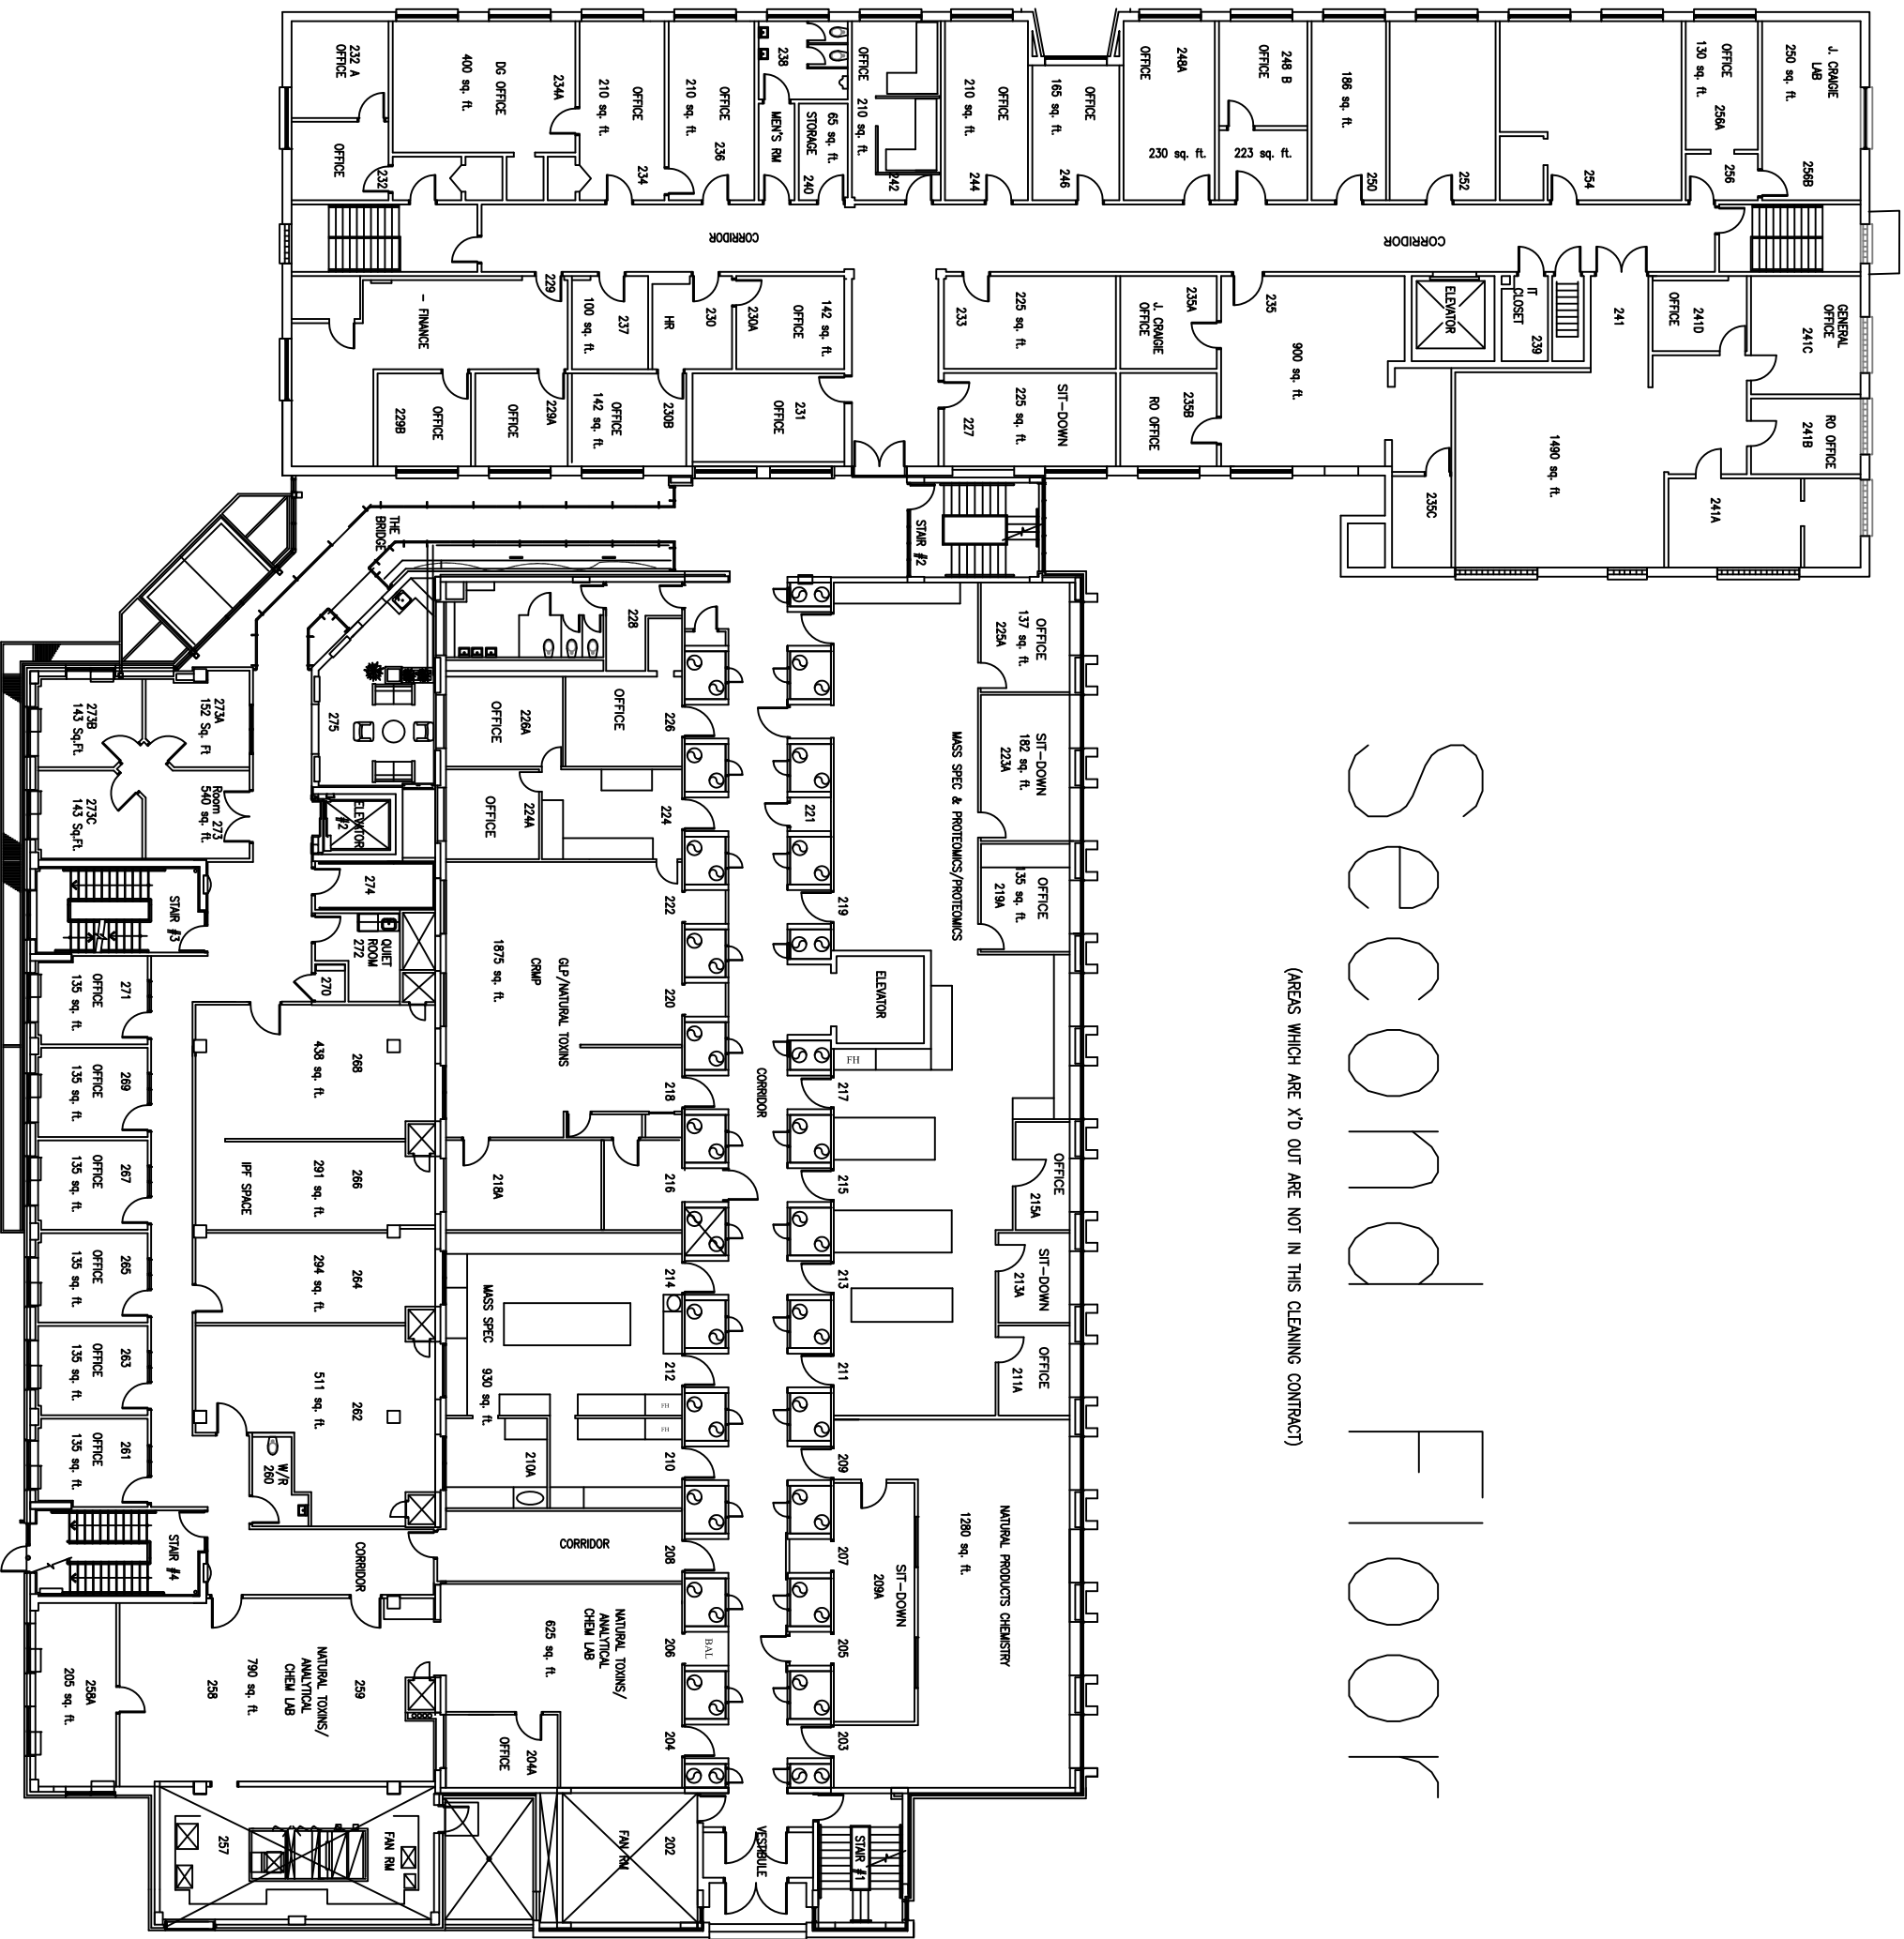 Second Floor
(AREAS WHICH ARE X'D OUT ARE NOT IN THIS CLEANING CONTRACT)
J. CRAIGIE
LAB
250 sq. ft.
256B
OFFICE
130 sq. ft.
256A
256
254
252
186 sq. ft.
250
248 B
OFFICE
223 sq. ft.
248A
OFFICE
230 sq. ft.
OFFICE
165 sq. ft.
246
OFFICE
210 sq. ft.
244
OFFICE
210 sq. ft.
242
238
MEN'S RM
65 sq. ft.
STORAGE
240
OFFICE
210 sq. ft.
236
OFFICE
210 sq. ft.
234
234A
DG OFFICE
400 sq. ft.
232 A
OFFICE
OFFICE
232
CORRIDOR
CORRIDOR
GENERAL
OFFICE
241C
RO OFFICE
241B
241D
OFFICE
241
241A
1490 sq. ft.
IT
CLOSET
239
ELEVATOR
235C
235
900 sq. ft.
235A
J. CRAIGIE
OFFICE
235B
RO OFFICE
225 sq. ft.
233
SIT-DOWN
225 sq. ft.
227
142 sq. ft.
OFFICE
230A
230
HR
237
100 sq. ft.
229
- FINANCE
231
OFFICE
230B
OFFICE
142 sq. ft.
229A
OFFICE
OFFICE
229B
THE
BRIDGE
STAIR #2
OFFICE
137 sq. ft.
225A
SIT-DOWN
182 sq. ft
223A
OFFICE
135 sq. ft.
219A
MASS SPEC & PROTEOMICS/PROTEOMICS
221
219
ELEVATOR
FH
217
215
OFFICE
215A
213
SIT-DOWN
213A
211
OFFICE
211A
209
NATURAL PRODUCTS CHEMISTRY
1280 sq. ft.
SIT-DOWN
209A
207
205
203
STAIR #1
VESTIBULE
CORRIDOR
228
OFFICE
226
226A
OFFICE
224
224A
OFFICE
222
220
GLP/NATURAL TOXINS
CRMP
1875 sq. ft.
218
218A
216
214
MASS SPEC
930 sq. ft.
212
FH
FH
210
210A
CORRIDOR
208
NATURAL TOXINS/
ANALYTICAL
CHEM LAB
625 sq. ft.
206
BAL
204
204A
OFFICE
202
FAN RM
275
ELEVATOR
#2
274
QUIET
ROOM
272
270
268
438 sq. ft.
266
291 sq. ft.
IPF SPACE
264
294 sq. ft.
262
511 sq. ft.
W/R
260
CORRIDOR
259
NATURAL TOXINS/
ANALYTICAL
CHEM LAB
790 sq. ft.
258
258A
205 sq. ft.
FAN RM
257
273A
152 Sq. Ft
273B
143 Sq.Ft.
Room 273
540 sq. ft.
273C
143 Sq.Ft.
STAIR #3
271
OFFICE
135 sq. ft.
269
OFFICE
135 sq. ft.
267
OFFICE
135 sq. ft.
265
OFFICE
135 sq. ft.
263
OFFICE
135 sq. ft.
261
OFFICE
135 sq. ft.
STAIR #4